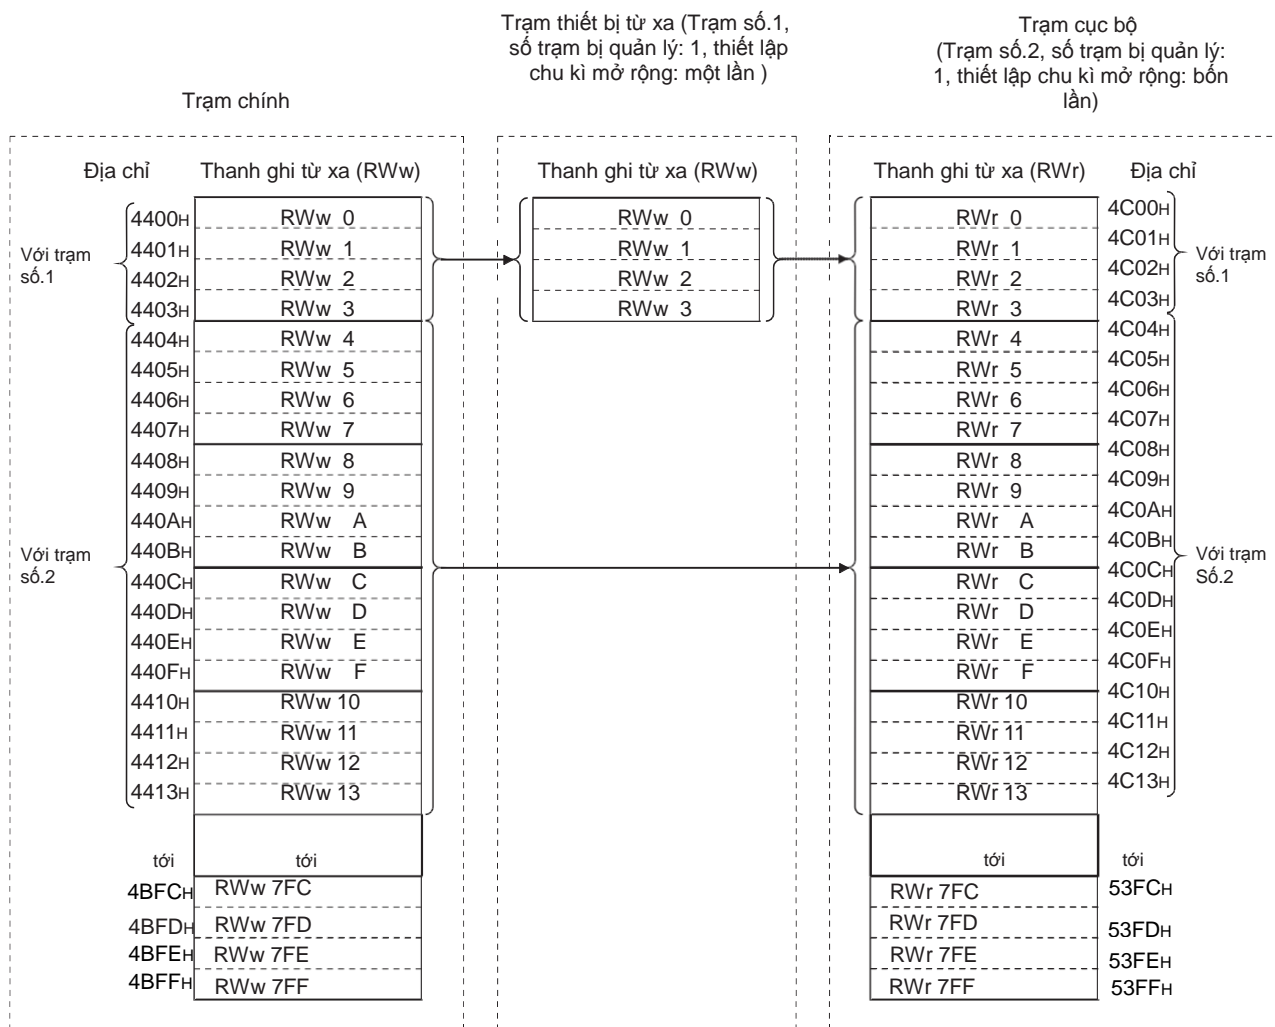 Trạm thiết bị từ xa (Trạm số.1,
số trạm bị quản lý: 1, thiết lập
chu kì mở rộng: một lần )
Trạm cục bộ
(Trạm số.2, số trạm bị quản lý:
1, thiết lập chu kì mở rộng: bốn
lần)
Trạm chính
Địa chỉ Thanh ghi từ xa (RWw) Thanh ghi từ xa (RWw) Thanh ghi từ xa (RWr) Địa chỉ
4400H RWw 0 RWw 0 RWr 0 4C00H
4401H RWw 1 RWw 1 RWr 1 4C01H
Với trạm
số.1
Với trạm
số.1
4402H RWw 2 RWw 2 RWr 2 4C02H
4403H RWw 3 RWw 3 RWr 3 4C03H
4404H RWw 4 RWr 4 4C04H
4405H RWw 5 RWr 5 4C05H
4406H RWw 6 RWr 6 4C06H
4407H RWw 7 RWr 7 4C07H
4408H RWw 8 RWr 8 4C08H
4409H RWw 9 RWr 9 4C09H
440AH RWw A RWr A 4C0AH
440BH RWw B RWr B 4C0BH
Với trạm
số.2
Với trạm
Số.2
440CH RWw C RWr C 4C0CH
440DH RWw D RWr D 4C0DH
440EH RWw E RWr E 4C0EH
440FH RWw F RWr F 4C0FH
4410H RWw 10 RWr 10 4C10H
4411H RWw 11 RWr 11 4C11H
4412H RWw 12 RWr 12 4C12H
4413H RWw 13 RWr 13 4C13H
tới tới tới tới
4BFCH RWw 7FC RWr 7FC 53FCH
4BFDH RWw 7FD RWr 7FD 53FDH
4BFEH RWw 7FE RWr 7FE 53FEH
4BFFH RWw 7FF RWr 7FF 53FFH